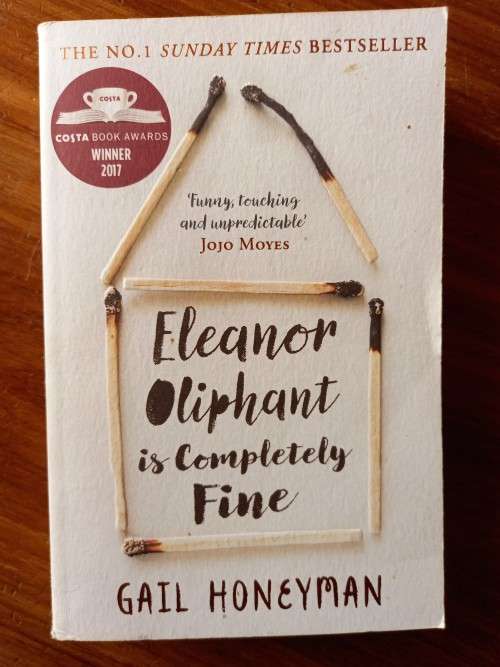 THE NO.1 SUNDAY TIMES BESTSELLER
COSTA
COSTA BOOK AWARDS
WINNER
2017
'Funny, touching
and unpredictable'
JOJO MOYES
Eleanor
Oliphant
is Completely
Fine
GAIL HONEYMAN